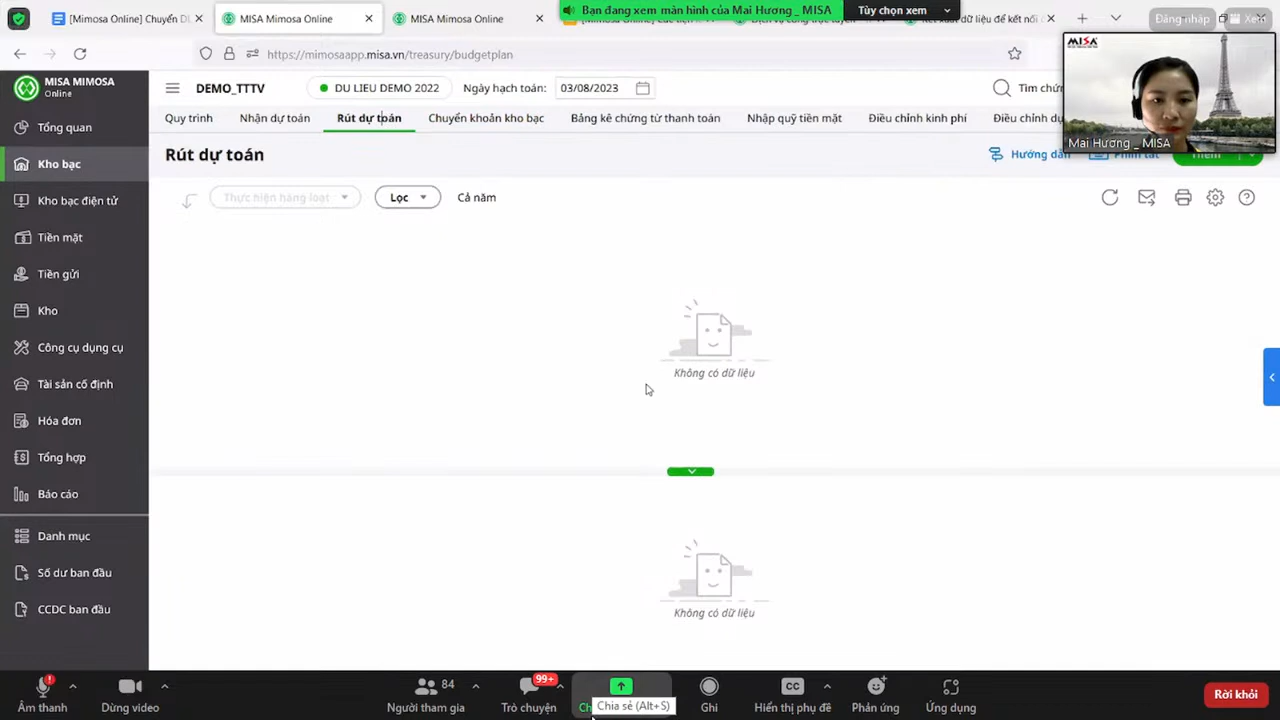 [Mimosa Online] Chuyển DL
MISA Mimosa Online
MISA Mimosa Online
Bạn đang xem màn hình của Mai Hương _ MISA
Tùy chọn xem
Đăng nhập
Xem
https://mimosaapp.misa.vn/treasury/budgetplan
MISA MIMOSA
Online
DEMO_TTTV
DU LIEU DEMO 2022
Ngày hạch toán:
03/08/2023
Tìm chứn
MISA
Mai Hương _ MISA
Quy trình
Nhận dự toán
Rút dự toán
Chuyển khoản kho bạc
Bảng kê chứng từ thanh toán
Nhập quỹ tiền mặt
Điều chỉnh kinh phí
Điều chỉnh dự
Rút dự toán
Hướng dẫn
Phím tắt
Thêm
Thực hiện hàng loạt
Lọc
Cả năm
Tổng quan
Kho bạc
Kho bạc điện tử
Tiền mặt
Tiền gửi
Kho
Công cụ dụng cụ
Tài sản cố định
Hóa đơn
Tổng hợp
Báo cáo
Danh mục
Số dư ban đầu
CCDC ban đầu
Không có dữ liệu
Không có dữ liệu
Âm thanh
Dừng video
84
Người tham gia
99+
Trò chuyện
Chia sẻ (Alt+S)
Ghi
CC
Hiển thị phụ đề
Phản ứng
Ứng dụng
Rời khỏi